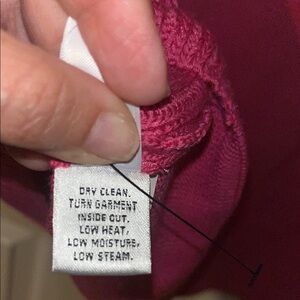 DRY CLEAN.
TURN GARMENT
INSIDE OUT.
LOW HEAT,
LOW MOISTURE,
LOW STEAM.